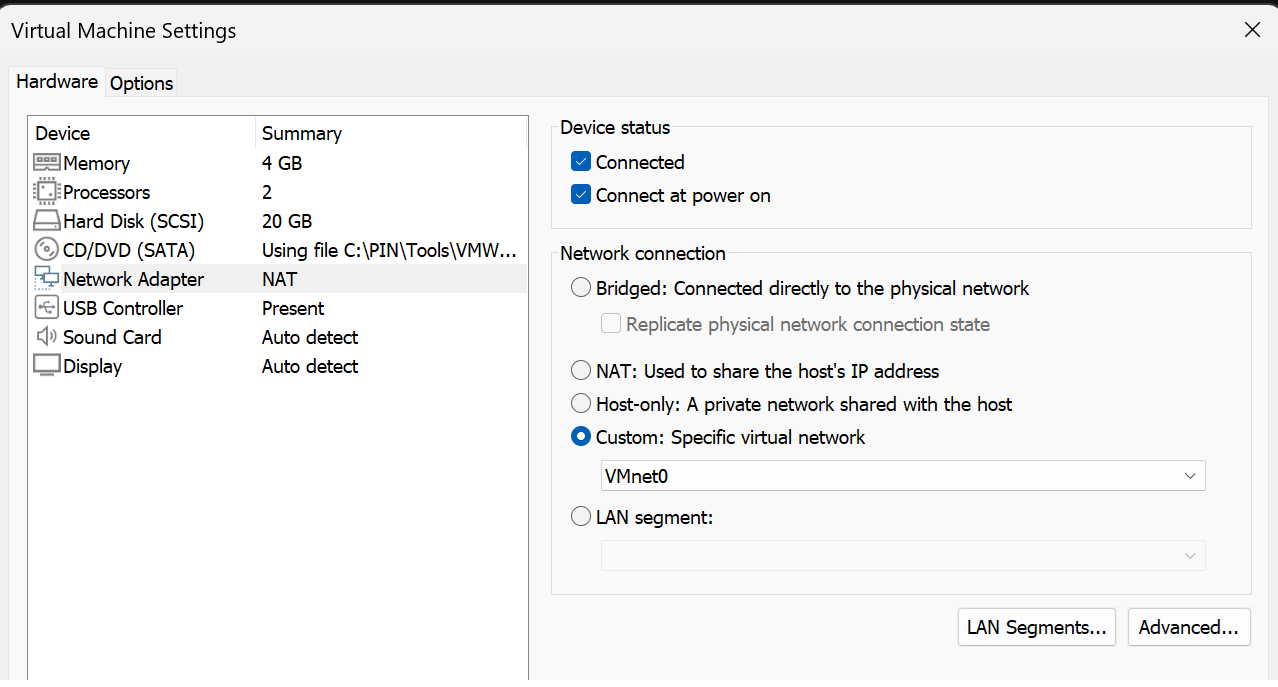 Virtual Machine Settings
Hardware Options
Device Summary
Memory 4 GB
Processors 2
Hard Disk (SCSI) 20 GB
CD/DVD (SATA) Using file C:\PIN\Tools\VMW...
Network Adapter NAT
USB Controller Present
Sound Card Auto detect
Display Auto detect
Device status
Connected
Connect at power on
Network connection
Bridged: Connected directly to the physical network
Replicate physical network connection state
NAT: Used to share the host's IP address
Host-only: A private network shared with the host
Custom: Specific virtual network
VMnet0
LAN segment:
LAN Segments... Advanced...